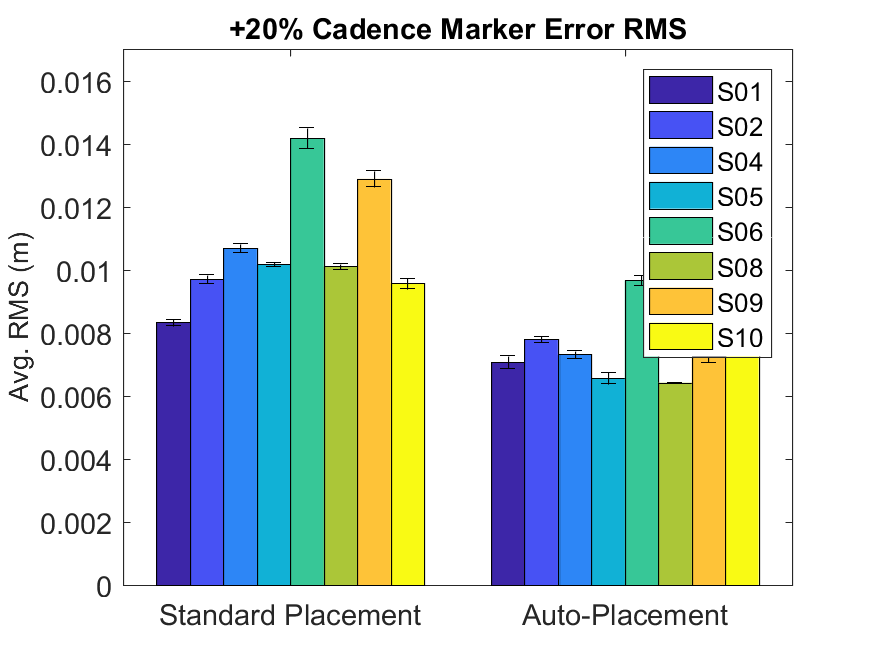 +20% Cadence Marker Error RMS
Avg. RMS (m)
0.016
0.014
0.012
0.01
0.008
0.006
0.004
0.002
0
S01
S02
S04
S05
S06
S08
S09
S10
Standard Placement
Auto-Placement